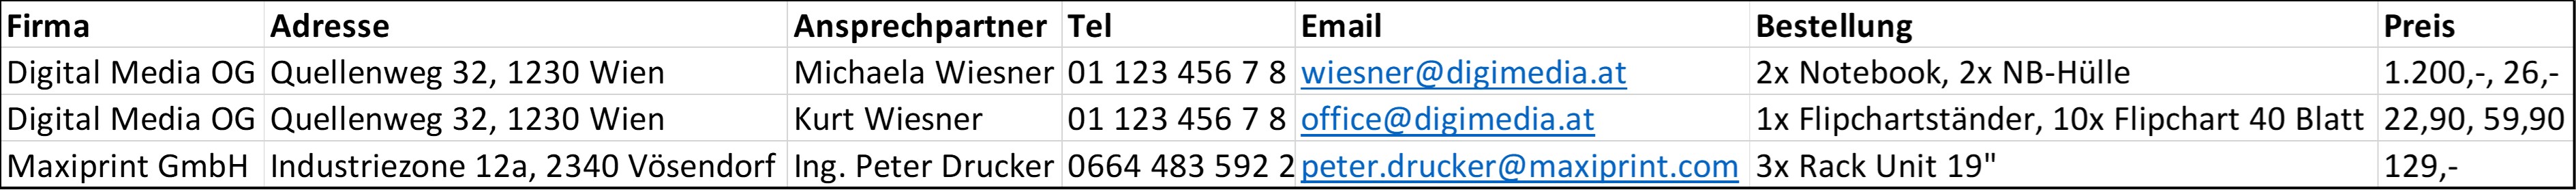 Firma Adresse Ansprechpartner Tel Email Bestellung Preis
Digital Media OG Quellenweg 32, 1230 Wien Michaela Wiesner 01 123 456 7 8 wiesner@digimedia.at 2x Notebook, 2x NB-Hülle 1.200,-, 26,-
Digital Media OG Quellenweg 32, 1230 Wien Kurt Wiesner 01 123 456 7 8 office@digimedia.at 1x Flipchartständer, 10x Flipchart 40 Blatt 22,90, 59,90
Maxiprint GmbH Industriezone 12a, 2340 Vösendorf Ing. Peter Drucker 0664 483 592 2 peter.drucker@maxiprint.com 3x Rack Unit 19" 129,-